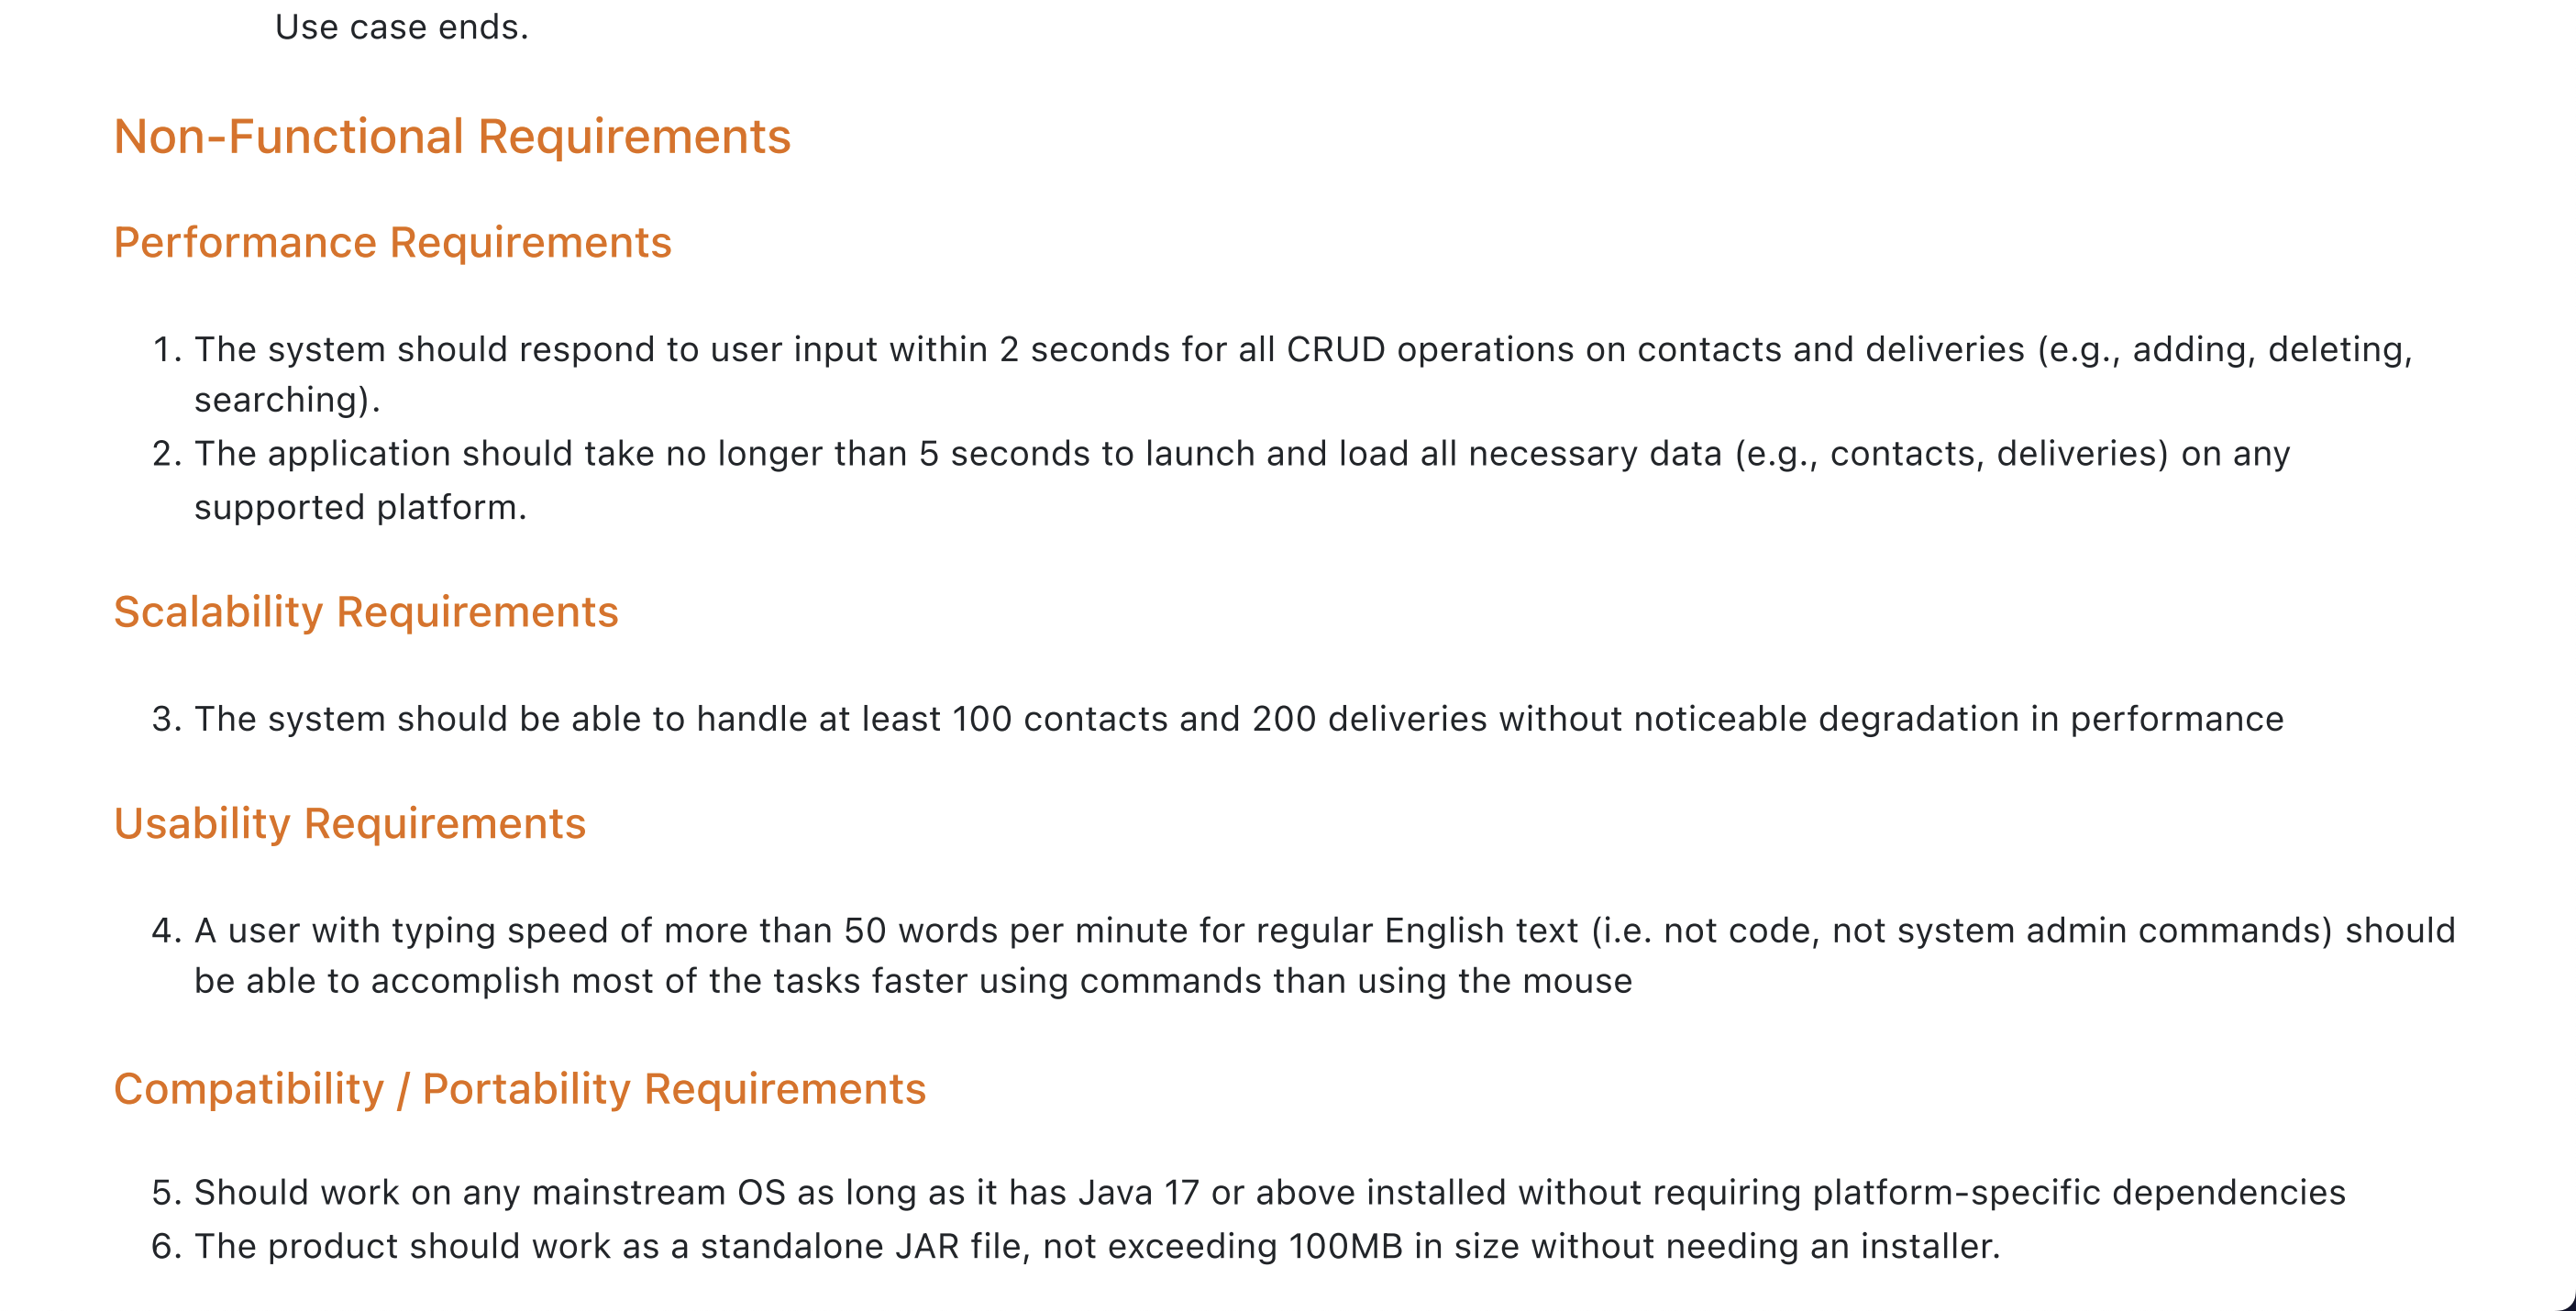 Use case ends.
Non-Functional Requirements
Performance Requirements
1. The system should respond to user input within 2 seconds for all CRUD operations on contacts and deliveries (e.g., adding, deleting,
searching).
2. The application should take no longer than 5 seconds to launch and load all necessary data (e.g., contacts, deliveries) on any
supported platform.
Scalability Requirements
3. The system should be able to handle at least 100 contacts and 200 deliveries without noticeable degradation in performance
Usability Requirements
4. A user with typing speed of more than 50 words per minute for regular English text (i.e. not code, not system admin commands) should
be able to accomplish most of the tasks faster using commands than using the mouse
Compatibility / Portability Requirements
5. Should work on any mainstream OS as long as it has Java 17 or above installed without requiring platform-specific dependencies
6. The product should work as a standalone JAR file, not exceeding 100MB in size without needing an installer.